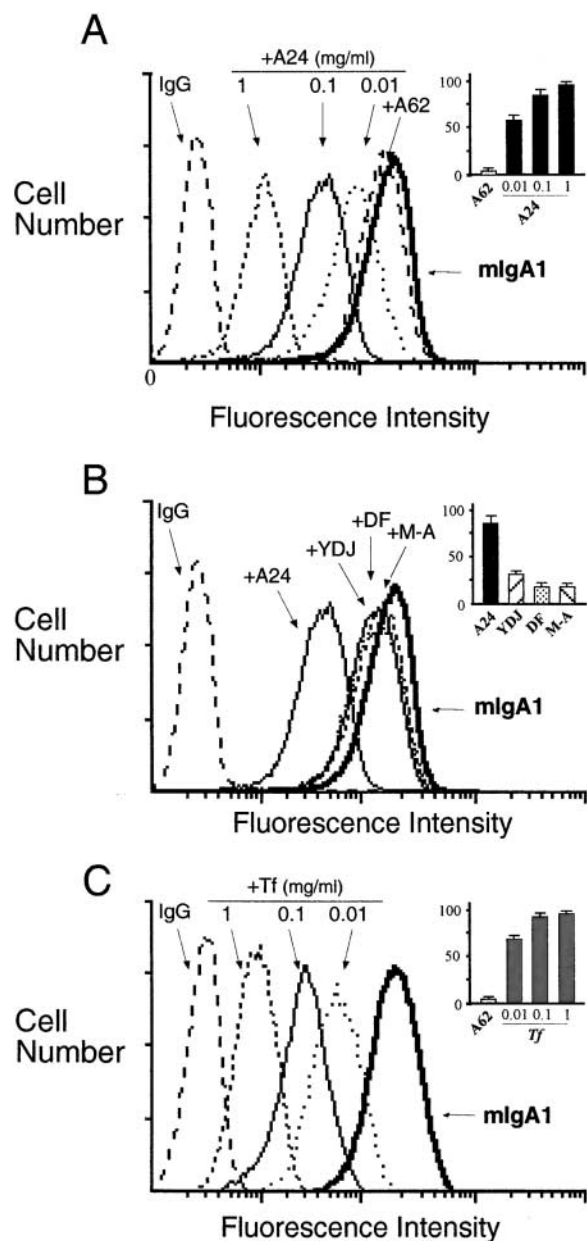 A
+A24 (mg/ml)
IgG 1 0.1 0.01
+A62
Cell
Number
mIgA1
0
Fluorescence Intensity
100
50
0
A62 0.01 0.1 1
A24
B
IgG
+DF
+M-A
+YDJ
+A24
Cell
Number
mIgA1
Fluorescence Intensity
100
50
0
A24 YDJ DF M-A
C
+Tf (mg/ml)
IgG 1 0.1 0.01
Cell
Number
mIgA1
Fluorescence Intensity
100
50
0
A62 0.01 0.1 1
Tf